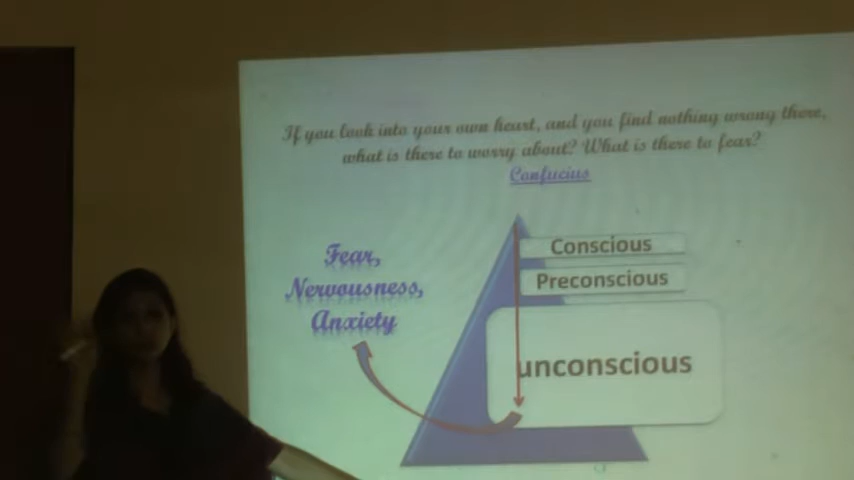 If you look into your own heart, and you find nothing wrong there,
what is there to worry about? What is there to fear?
Confucius
Fear,
Nervousness,
Anxiety
Conscious
Preconscious
unconscious